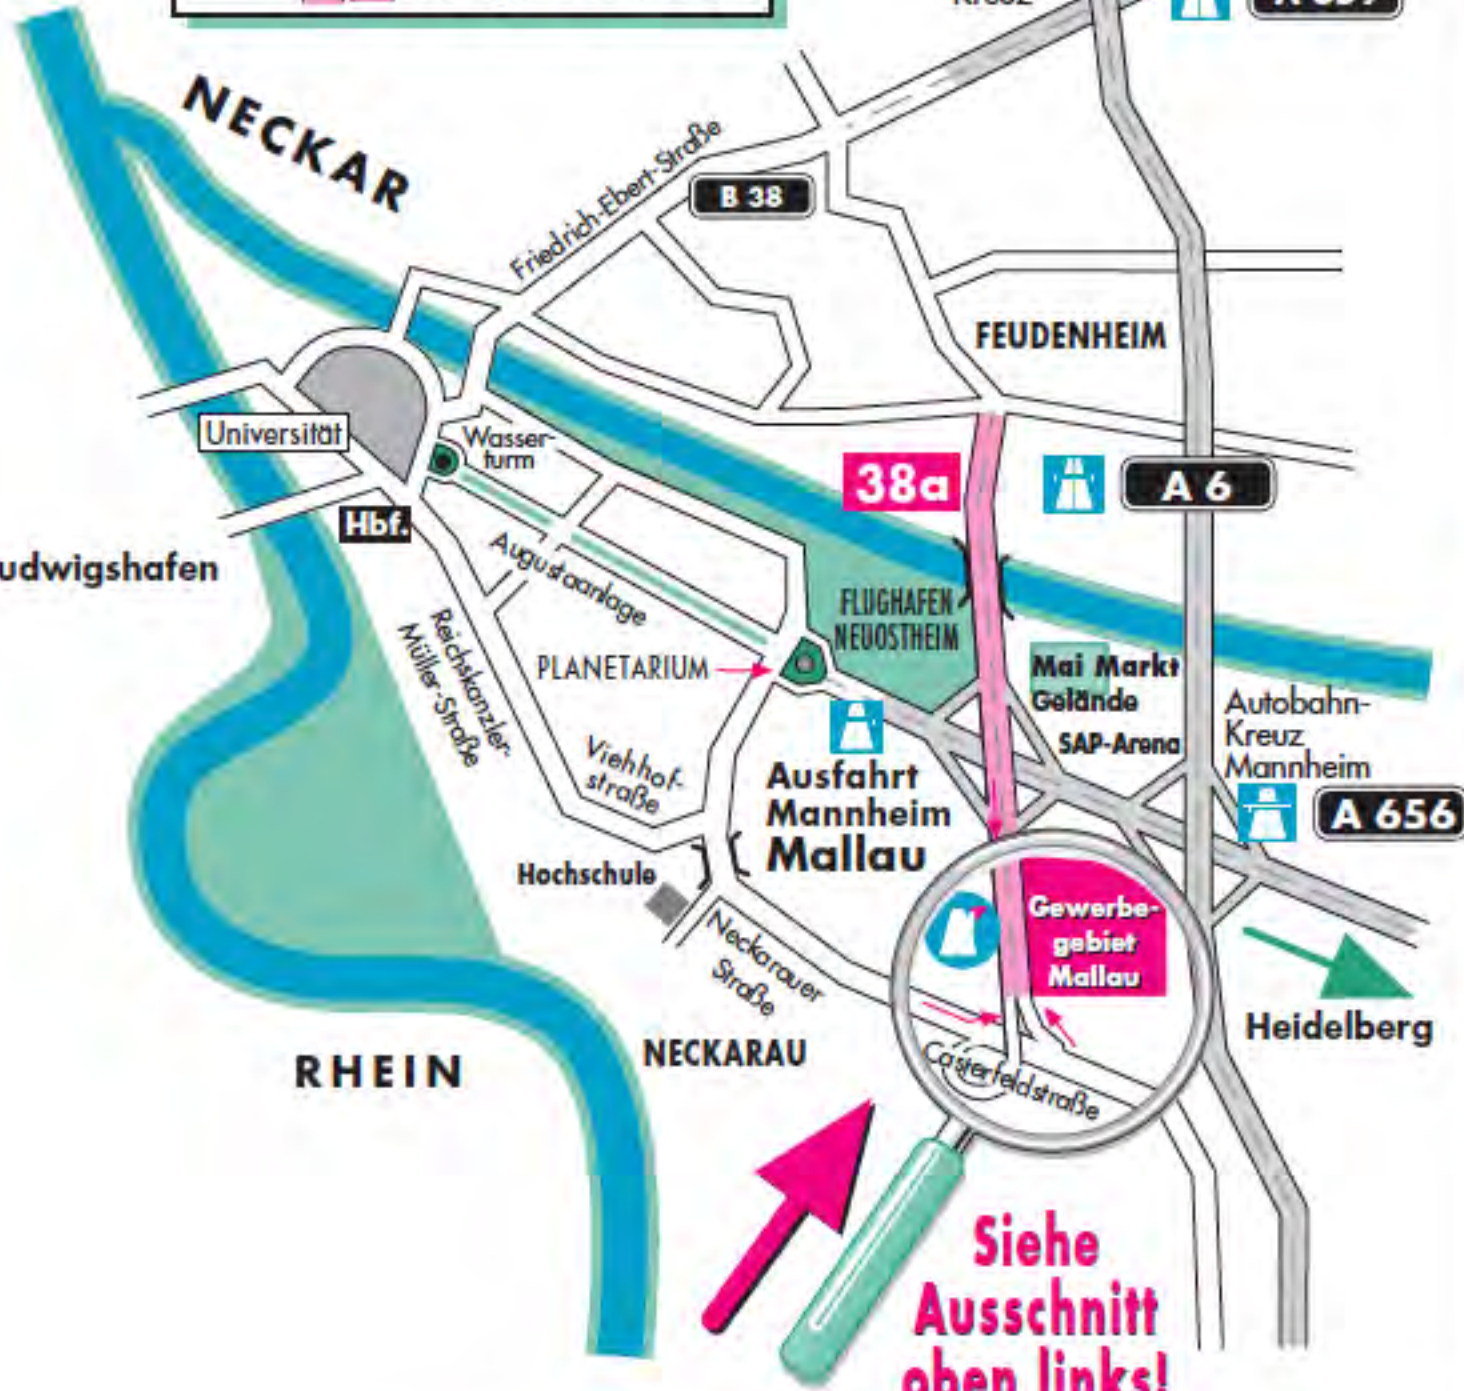 NECKAR
Friedrich-Ebert-Straße
B 38
FEUDENHEIM
Universität
Wasser-
turm
38a
A 6
Hbf.
Augustaanlage
udwigshafen
FLUGHAFEN
NEUOSTHEIM
Reichskanzler-
Müller-Straße
PLANETARIUM
Mai Markt
Gelände
SAP-Arena
Autobahn-
Kreuz
Mannheim
A 656
Viehhof-
straße
Ausfahrt
Mannheim
Mallau
Hochschule
Gewerbe-
gebiet
Mallau
Neckarauer
Straße
Heidelberg
NECKARAU
RHEIN
Casterfeldstraße
Siehe
Ausschnitt
oben links!